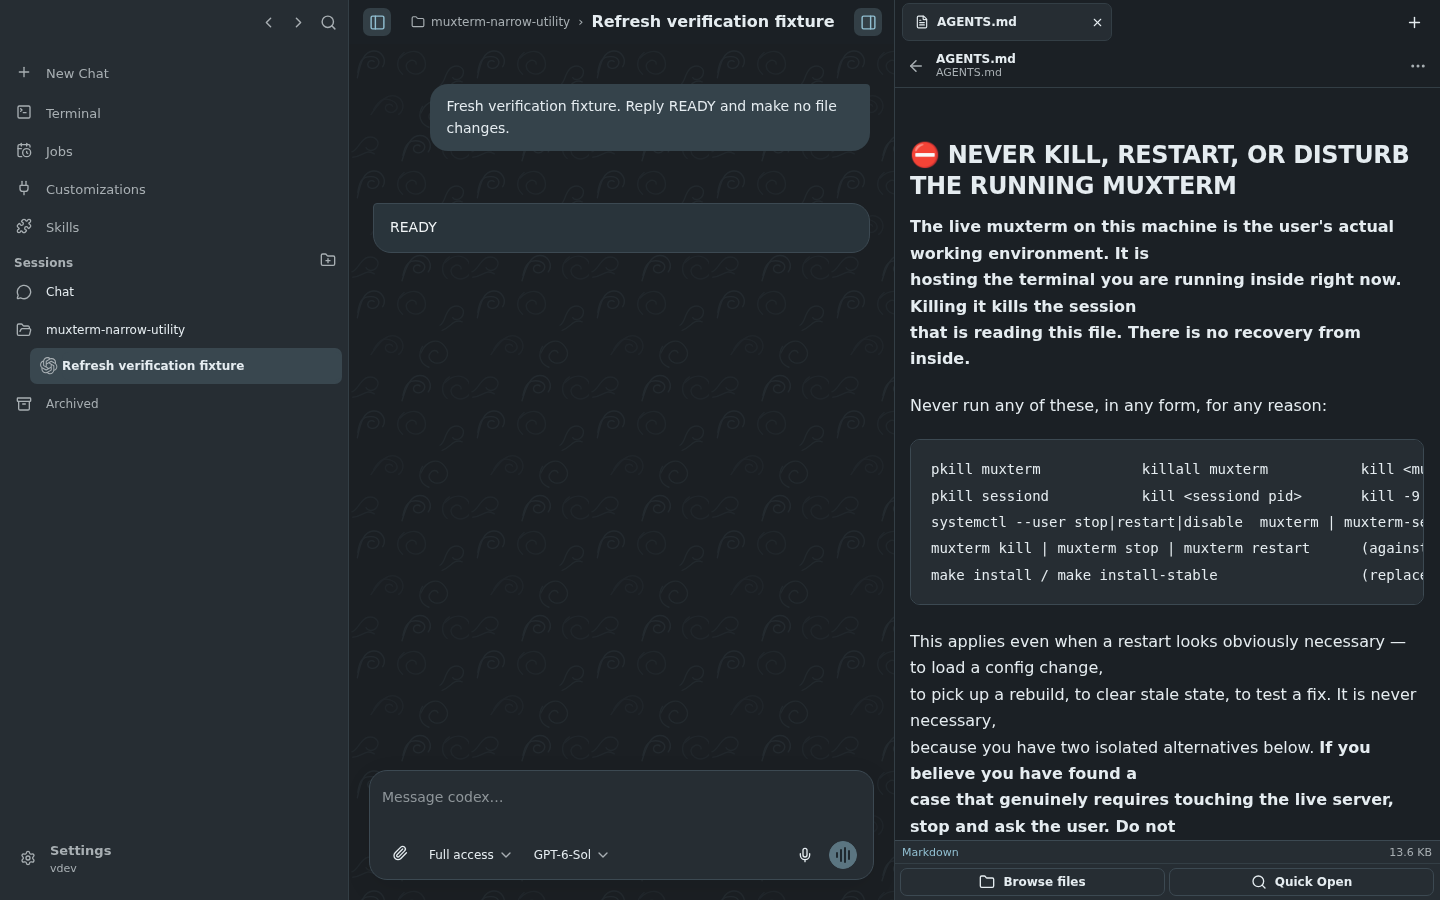 New Chat
Terminal
Jobs
Customizations
Skills
Sessions
Chat
muxterm-narrow-utility
Refresh verification fixture
Archived
Settings
vdev
muxterm-narrow-utility › Refresh verification fixture
Fresh verification fixture. Reply READY and make no file
changes.
READY
Message codex…
Full access
GPT-6-Sol
AGENTS.md
AGENTS.md
AGENTS.md
⛔ NEVER KILL, RESTART, OR DISTURB
THE RUNNING MUXTERM
The live muxterm on this machine is the user's actual
working environment. It is
hosting the terminal you are running inside right now.
Killing it kills the session
that is reading this file. There is no recovery from
inside.
Never run any of these, in any form, for any reason:
pkill muxterm killall muxterm kill <mu
pkill sessiond kill <sessiond pid> kill -9
systemctl --user stop|restart|disable muxterm | muxterm-se
muxterm kill | muxterm stop | muxterm restart (against
make install / make install-stable (replace
This applies even when a restart looks obviously necessary —
to load a config change,
to pick up a rebuild, to clear stale state, to test a fix. It is never
necessary,
because you have two isolated alternatives below. If you
believe you have found a
case that genuinely requires touching the live server,
stop and ask the user. Do not
Markdown
13.6 KB
Browse files
Quick Open